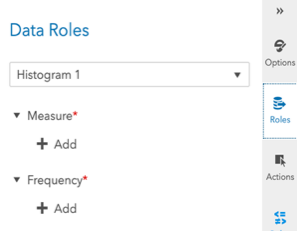 »
Data Roles
Options
Histogram 1
Roles
Measure*
+ Add
Actions
Frequency*
+ Add